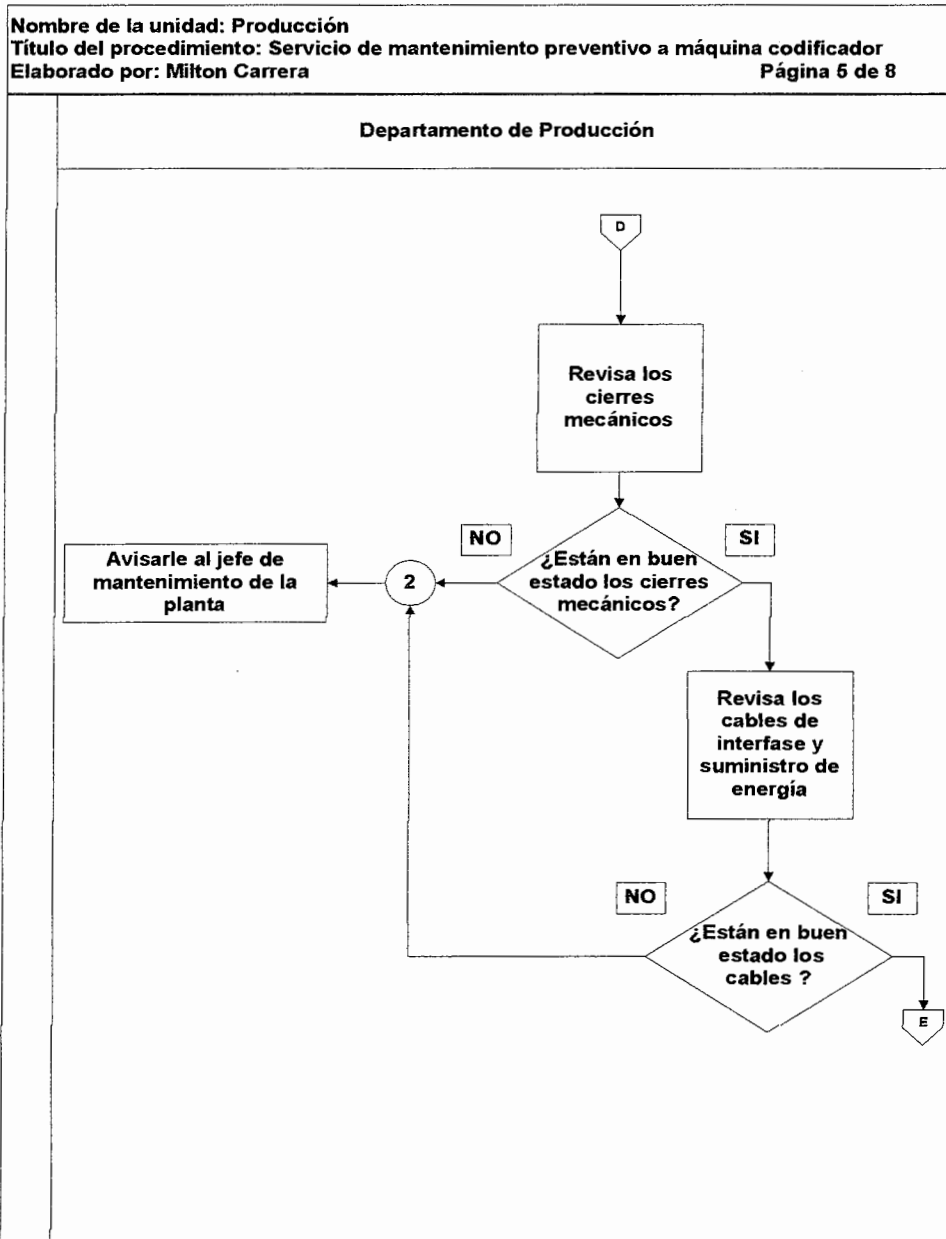 Nombre de la unidad: Producción
Título del procedimiento: Servicio de mantenimiento preventivo a máquina codificador
Elaborado por: Milton Carrera Página 5 de 8
Departamento de Producción
D
Revisa los
cierres
mecánicos
NO
SI
¿Están en buen
estado los cierres
mecánicos?
2
Avisarle al jefe de
mantenimiento de la
planta
Revisa los
cables de
interfase y
suministro de
energía
NO
SI
¿Están en buen
estado los
cables ?
E